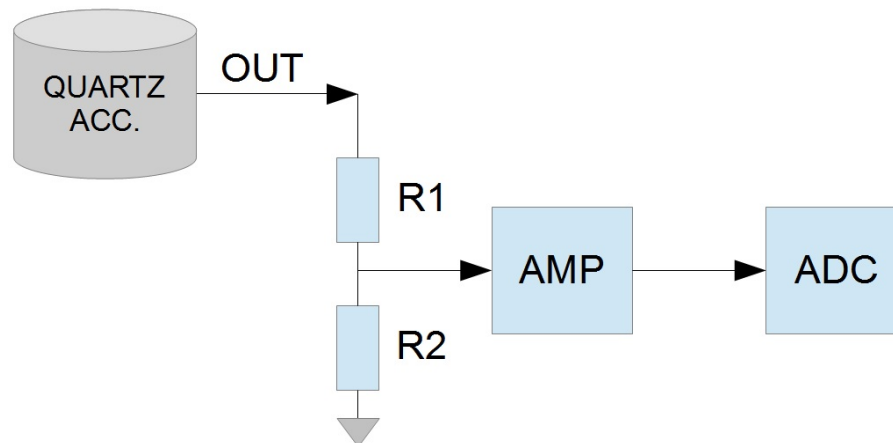 QUARTZ
ACC.
OUT
R1
AMP
ADC
R2